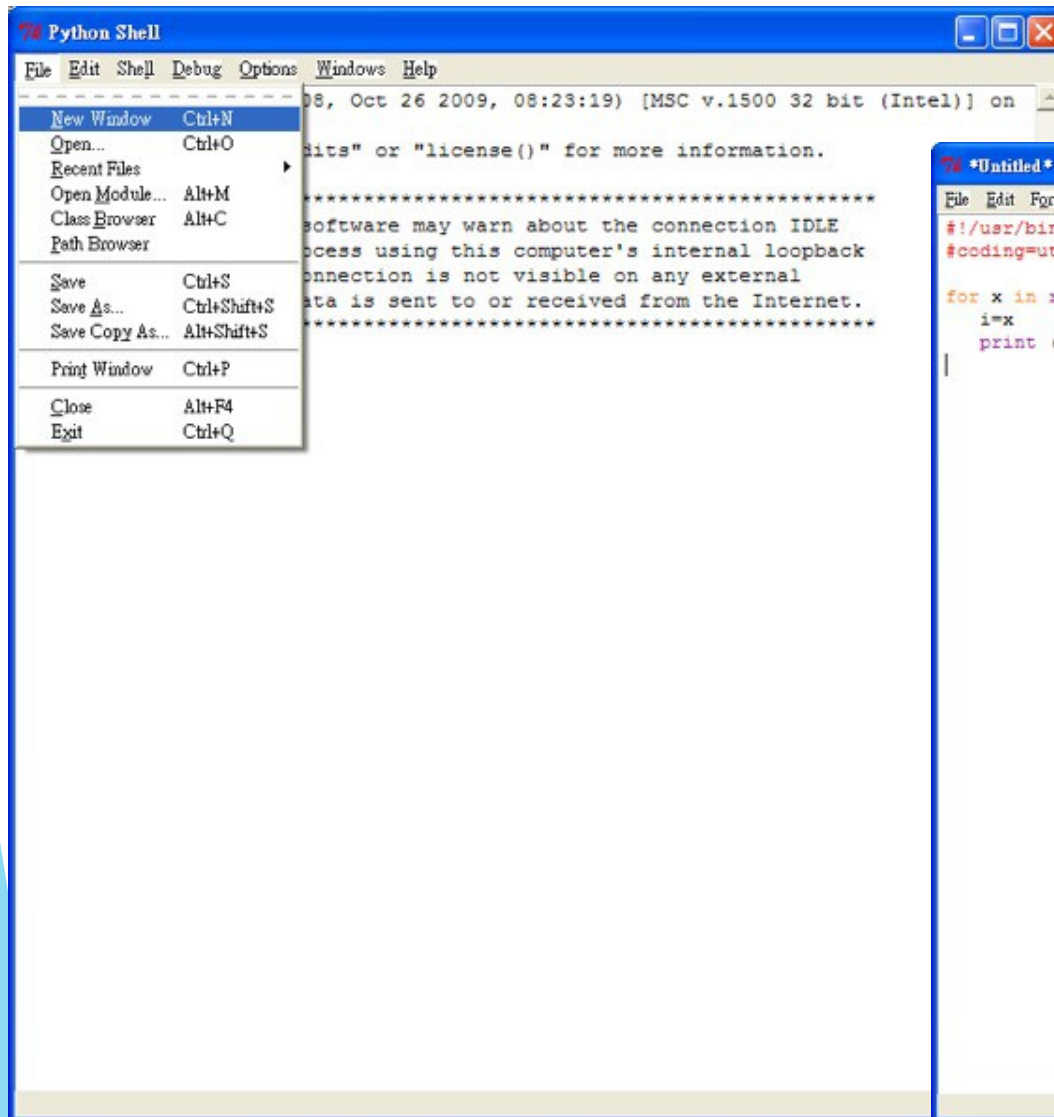 Python Shell
File Edit Shell Debug Options Windows Help
08, Oct 26 2009, 08:23:19) [MSC v.1500 32 bit (Intel)] on
dits" or "license()" for more information.
****************************************************
software may warn about the connection IDLE
ocess using this computer's internal loopback
onnection is not visible on any external
ata is sent to or received from the Internet.
****************************************************
New Window Ctrl+N
Open... Ctrl+O
Recent Files
Open Module... Alt+M
Class Browser Alt+C
Path Browser
Save Ctrl+S
Save As... Ctrl+Shift+S
Save Copy As... Alt+Shift+S
Print Window Ctrl+P
Close Alt+F4
Exit Ctrl+Q
*Untitled*
File Edit For
#!/usr/bin
#coding=ut
for x in
i=x
print (